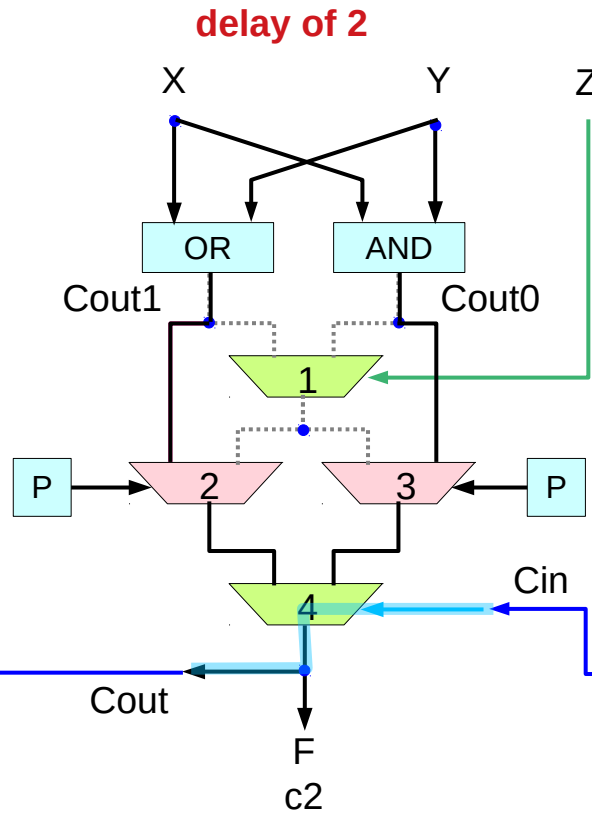 delay of 2
X Y Z
OR AND
Cout1 Cout0
1
P 2 3 P
Cin
4
Cout
F
c2